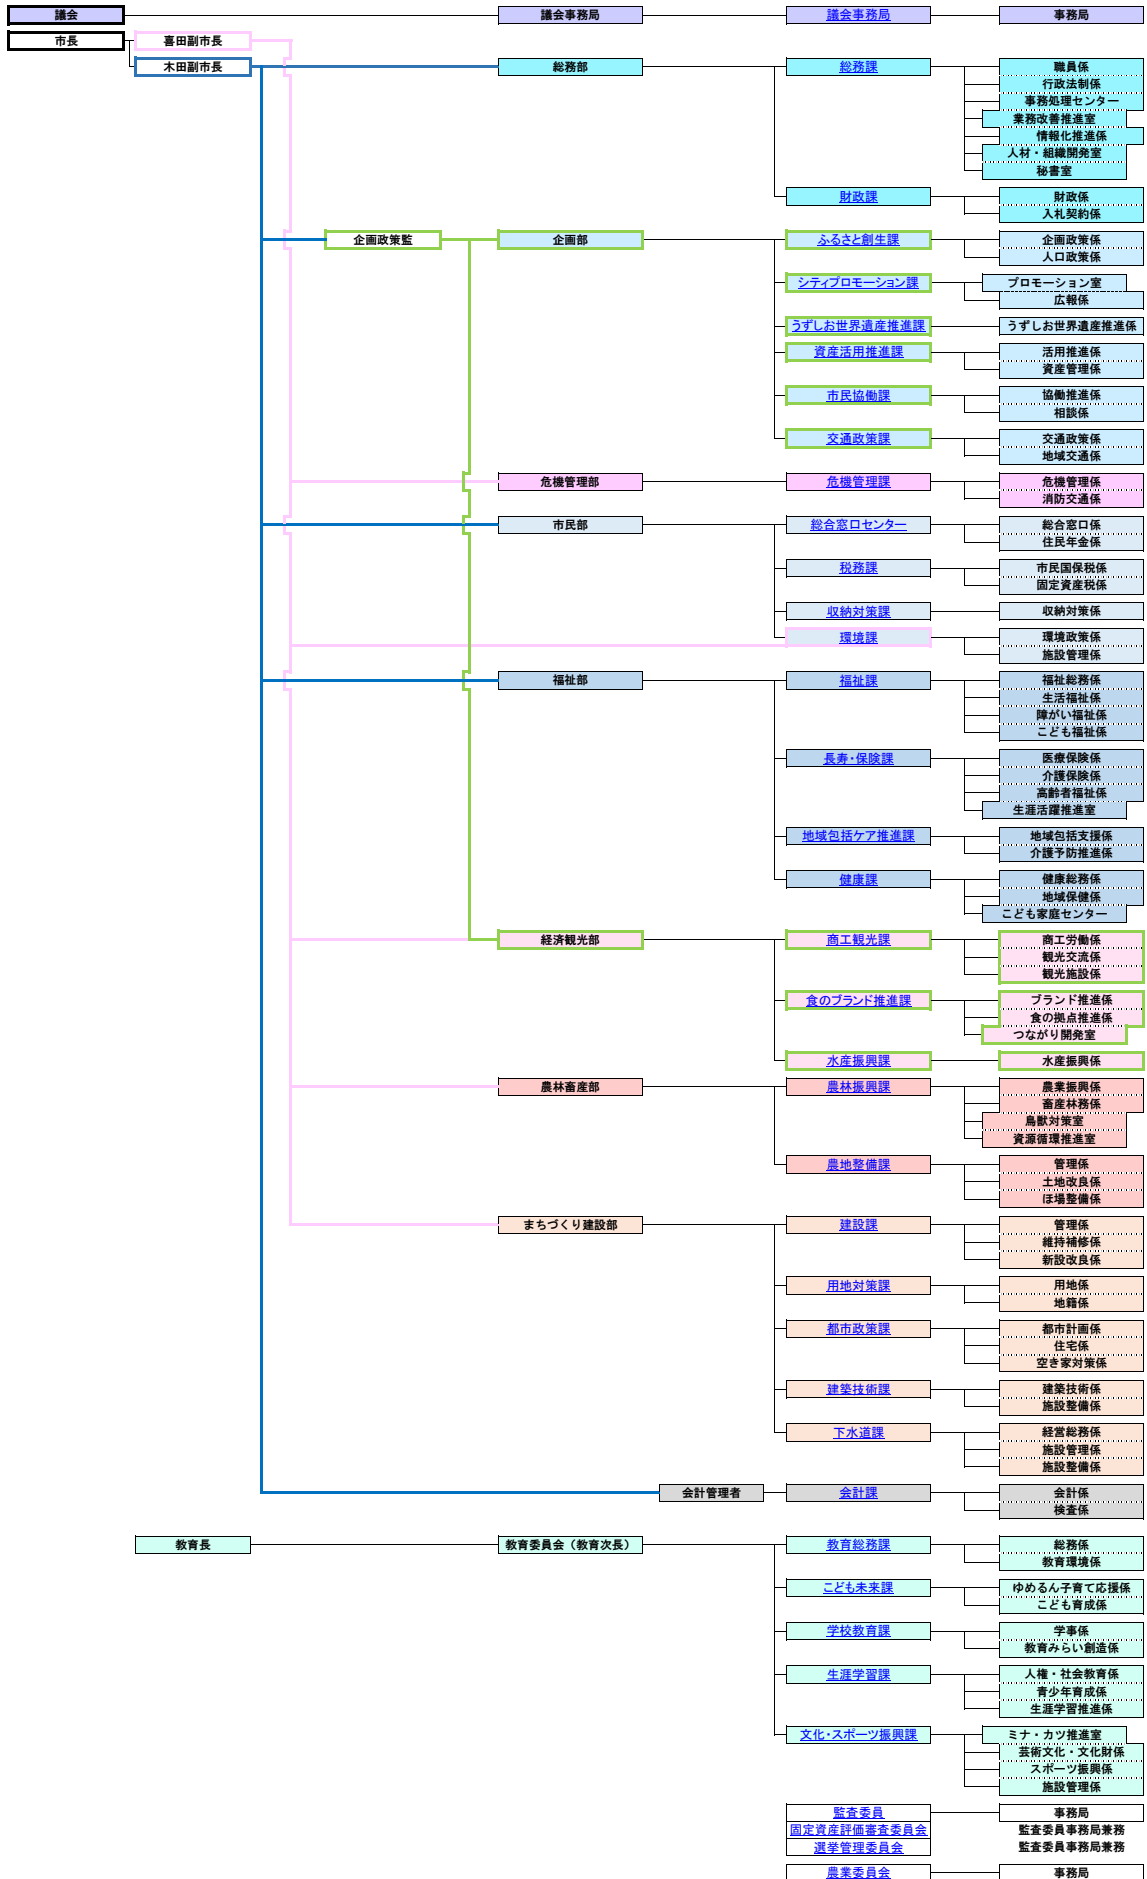 議会 議会事務局 議会事務局 事務局
市長 喜田副市長
木田副市長 総務部 総務課 職員係
行政法制係
事務処理センター
業務改善推進室
情報化推進係
人材・組織開発室
秘書室
財政課 財政係
入札契約係
企画政策監 企画部 ふるさと創生課 企画政策係
人口政策係
シティプロモーション課 プロモーション室
広報係
うずしお世界遺産推進課 うずしお世界遺産推進係
資産活用推進課 活用推進係
資産管理係
市民協働課 協働推進係
相談係
交通政策課 交通政策係
地域交通係
危機管理部 危機管理課 危機管理係
消防交通係
市民部 総合窓口センター 総合窓口係
住民年金係
税務課 市民国保税係
固定資産税係
収納対策課 収納対策係
環境課 環境政策係
施設管理係
福祉部 福祉課 福祉総務係
生活福祉係
障がい福祉係
こども福祉係
長寿・保険課 医療保険係
介護保険係
高齢者福祉係
生涯活躍推進室
地域包括ケア推進課 地域包括支援係
介護予防推進係
健康課 健康総務係
地域保健係
こども家庭センター
経済観光部 商工観光課 商工労働係
観光交流係
観光施設係
食のブランド推進課 ブランド推進係
食の拠点推進係
つながり開発室
水産振興課 水産振興係
農林畜産部 農林振興課 農業振興係
畜産林務係
鳥獣対策室
資源循環推進室
農地整備課 管理係
土地改良係
ほ場整備係
まちづくり建設部 建設課 管理係
維持補修係
新設改良係
用地対策課 用地係
地籍係
都市政策課 都市計画係
住宅係
空き家対策係
建築技術課 建築技術係
施設整備係
下水道課 経営総務係
施設管理係
施設整備係
会計管理者 会計課 会計係
検査係
教育長 教育委員会（教育次長） 教育総務課 総務係
教育環境係
こども未来課 ゆめるん子育て応援係
こども育成係
学校教育課 学事係
教育みらい創造係
生涯学習課 人権・社会教育係
青少年育成係
生涯学習推進係
文化・スポーツ振興課 ミナ・カツ推進室
芸術文化・文化財係
スポーツ振興係
施設管理係
監査委員 事務局
固定資産評価審査委員会 監査委員事務局兼務
選挙管理委員会 監査委員事務局兼務
農業委員会 事務局